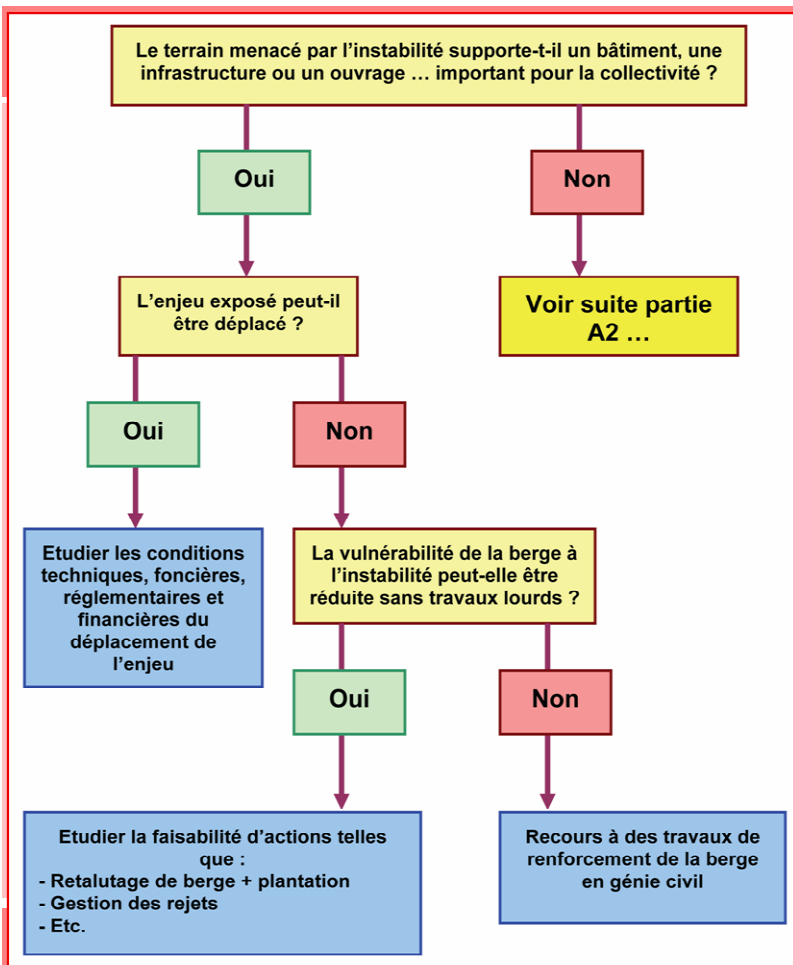 Le terrain menacé par l'instabilité supporte-t-il un bâtiment, une
infrastructure ou un ouvrage … important pour la collectivité ?
Oui
Non
L'enjeu exposé peut-il
être déplacé ?
Voir suite partie
A2 …
Oui
Non
Etudier les conditions
techniques, foncières,
réglementaires et
financières du
déplacement de
l'enjeu
La vulnérabilité de la berge à
l'instabilité peut-elle être
réduite sans travaux lourds ?
Oui
Non
Etudier la faisabilité d'actions telles
que :
- Retalutage de berge + plantation
- Gestion des rejets
- Etc.
Recours à des travaux de
renforcement de la berge
en génie civil